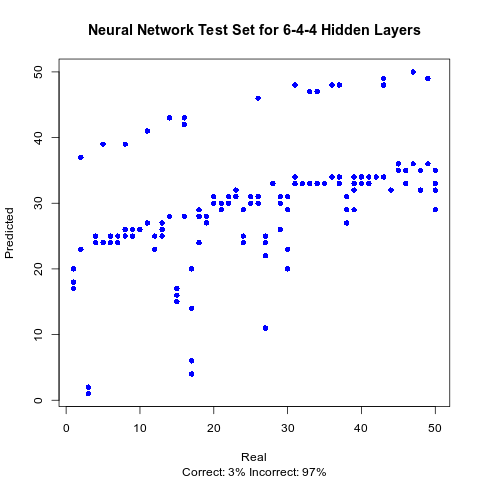 Neural Network Test Set for 6-4-4 Hidden Layers
Predicted
50
40
30
20
10
0
0 10 20 30 40 50
Real
Correct: 3% Incorrect: 97%